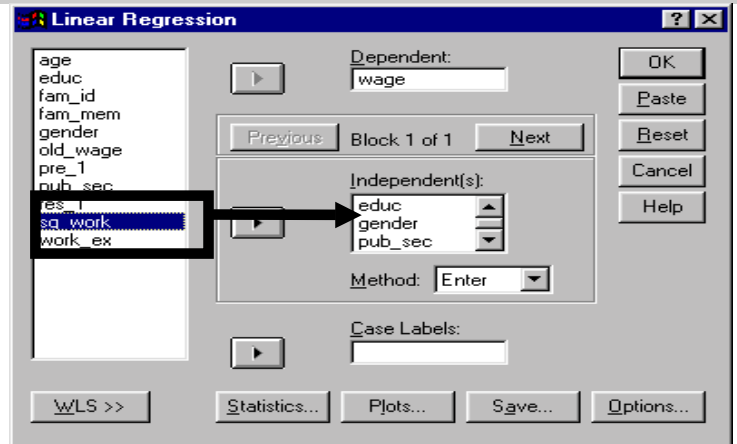 Linear Regression
age
educ
fam_id
fam_mem
gender
old_wage
pre_1
pub_sec
res_1
sq_work
work_ex
Dependent:
wage
Previous
Block 1 of 1
Next
Independent(s):
educ
gender
pub_sec
Method: Enter
Case Labels:
OK
Paste
Reset
Cancel
Help
WLS >>
Statistics...
Plots...
Save...
Options...